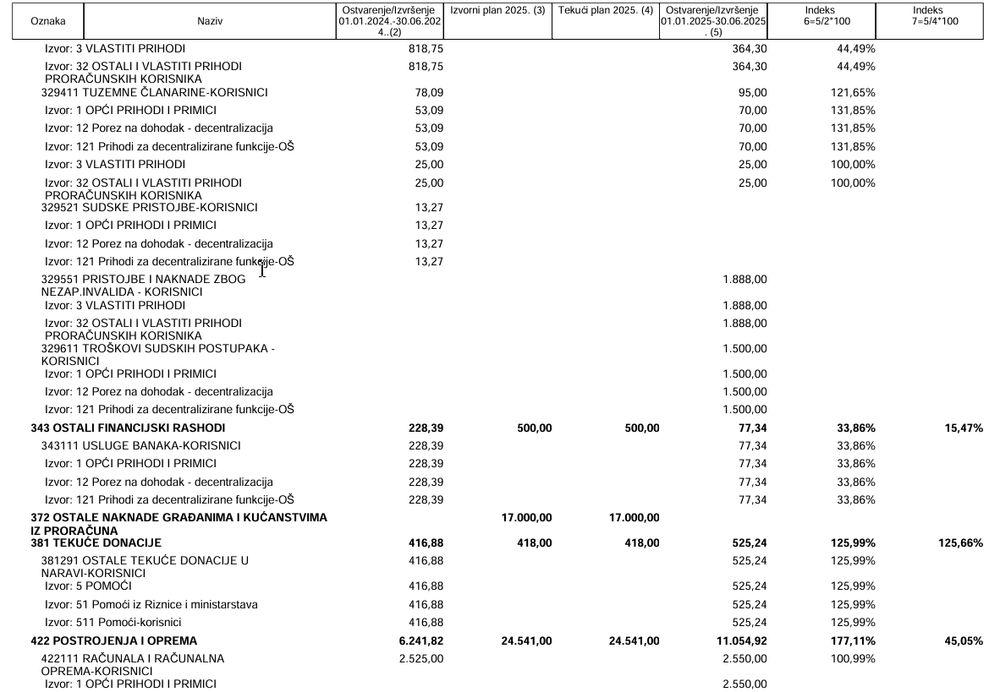 Oznaka Naziv Ostvarenje/Izvršenje 01.01.2024.-30.06.202 4..(2) Izvorni plan 2025. (3) Tekući plan 2025. (4) Ostvarenje/Izvršenje 01.01.2025-30.06.2025 . (5) Indeks 6=5/2*100 Indeks 7=5/4*100
Izvor: 3 VLASTITI PRIHODI 818,75 364,30 44,49%
Izvor: 32 OSTALI I VLASTITI PRIHODI 818,75 364,30 44,49%
PRORAČUNSKIH KORISNIKA
329411 TUZEMNE ČLANARINE-KORISNICI 78,09 95,00 121,65%
Izvor: 1 OPĆI PRIHODI I PRIMICI 53,09 70,00 131,85%
Izvor: 12 Porez na dohodak - decentralizacija 53,09 70,00 131,85%
Izvor: 121 Prihodi za decentralizirane funkcije-OŠ 53,09 70,00 131,85%
Izvor: 3 VLASTITI PRIHODI 25,00 25,00 100,00%
Izvor: 32 OSTALI I VLASTITI PRIHODI 25,00 25,00 100,00%
PRORAČUNSKIH KORISNIKA
329521 SUDSKE PRISTOJBE-KORISNICI 13,27
Izvor: 1 OPĆI PRIHODI I PRIMICI 13,27
Izvor: 12 Porez na dohodak - decentralizacija 13,27
Izvor: 121 Prihodi za decentralizirane funkcije-OŠ 13,27
329551 PRISTOJBE I NAKNADE ZBOG 1.888,00
NEZAP.INVALIDA - KORISNICI
Izvor: 3 VLASTITI PRIHODI 1.888,00
Izvor: 32 OSTALI I VLASTITI PRIHODI 1.888,00
PRORAČUNSKIH KORISNIKA
329611 TROŠKOVI SUDSKIH POSTUPAKA - 1.500,00
KORISNICI
Izvor: 1 OPĆI PRIHODI I PRIMICI 1.500,00
Izvor: 12 Porez na dohodak - decentralizacija 1.500,00
Izvor: 121 Prihodi za decentralizirane funkcije-OŠ 1.500,00
343 OSTALI FINANCIJSKI RASHODI 228,39 500,00 500,00 77,34 33,86% 15,47%
343111 USLUGE BANAKA-KORISNICI 228,39 77,34 33,86%
Izvor: 1 OPĆI PRIHODI I PRIMICI 228,39 77,34 33,86%
Izvor: 12 Porez na dohodak - decentralizacija 228,39 77,34 33,86%
Izvor: 121 Prihodi za decentralizirane funkcije-OŠ 228,39 77,34 33,86%
372 OSTALE NAKNADE GRAĐANIMA I KUĆANSTVIMA 17.000,00 17.000,00
IZ PRORAČUNA
381 TEKUĆE DONACIJE 416,88 418,00 418,00 525,24 125,99% 125,66%
381291 OSTALE TEKUĆE DONACIJE U 416,88 525,24 125,99%
NARAVI-KORISNICI
Izvor: 5 POMOĆI 416,88 525,24 125,99%
Izvor: 51 Pomoći iz Riznice i ministarstava 416,88 525,24 125,99%
Izvor: 511 Pomoći-korisnici 416,88 525,24 125,99%
422 POSTROJENJA I OPREMA 6.241,82 24.541,00 24.541,00 11.054,92 177,11% 45,05%
422111 RAČUNALA I RAČUNALNA 2.525,00 2.550,00 100,99%
OPREMA-KORISNICI
Izvor: 1 OPĆI PRIHODI I PRIMICI 2.550,00